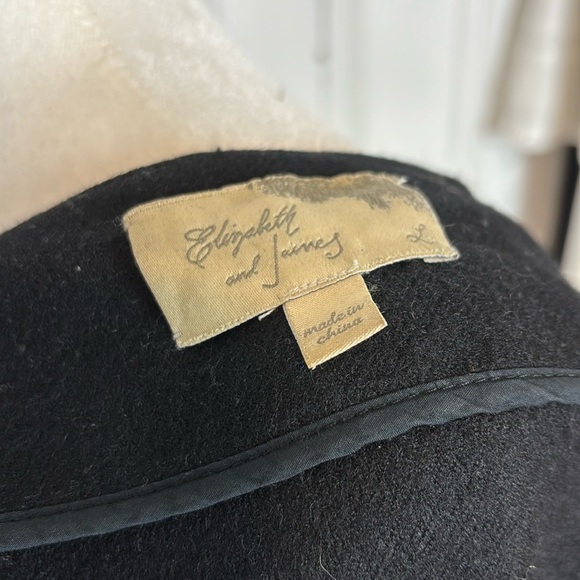 Elizabeth
and James
L
made in
china